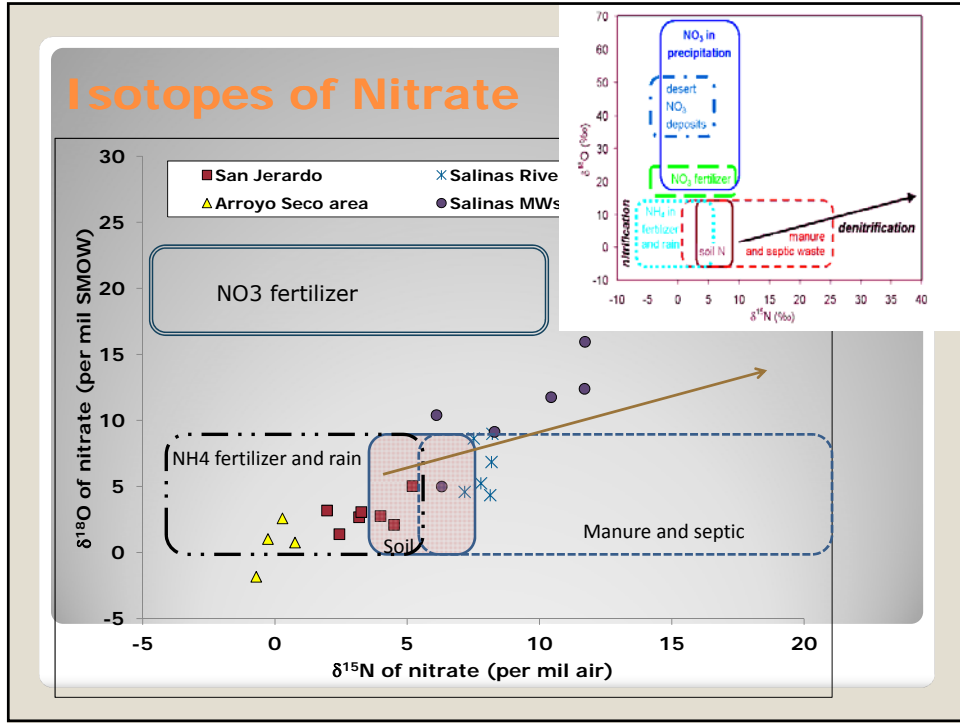 Isotopes of Nitrate
30
25
20
15
10
5
0
-5
-5
0
5
10
15
20
δ18O of nitrate (per mil SMOW)
δ15N of nitrate (per mil air)
San Jerardo
Salinas Rive
Arroyo Seco area
Salinas MWs
NO3 fertilizer
NH4 fertilizer and rain
Soil
Manure and septic
70
60
50
40
30
20
10
0
-10
-10
-5
0
5
10
15
20
25
30
35
40
δ18O (‰)
δ15N (‰)
NO3 in
precipitation
desert
NO3
deposits
NO3 fertilizer
NH4 in
fertilizer
and rain
soil N
manure
and septic waste
nitrification
denitrification